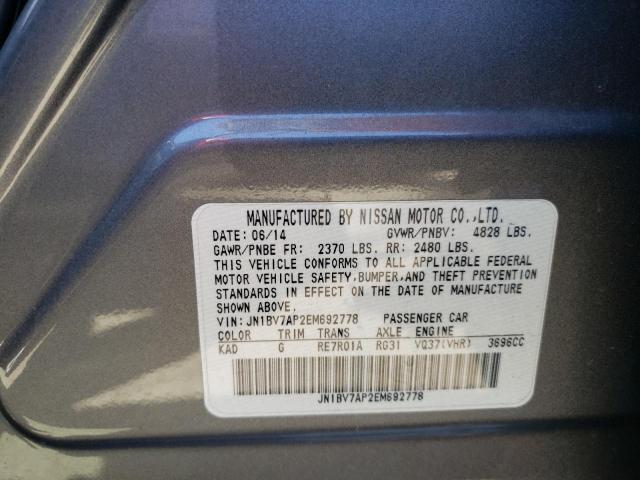 MANUFACTURED BY NISSAN MOTOR CO.,LTD.
DATE: 06/14 GVWR/PNBV: 4828 LBS.
GAWR/PNBE FR: 2370 LBS. RR: 2480 LBS.
THIS VEHICLE CONFORMS TO ALL APPLICABLE FEDERAL
MOTOR VEHICLE SAFETY, BUMPER, AND THEFT PREVENTION
STANDARDS IN EFFECT ON THE DATE OF MANUFACTURE
SHOWN ABOVE.
VIN: JN1BV7AP2EM692778 PASSENGER CAR
COLOR TRIM TRANS AXLE ENGINE
KAD G RE7R01A RG31 VQ37(VHR) 3696CC
JN1BV7AP2EM692778